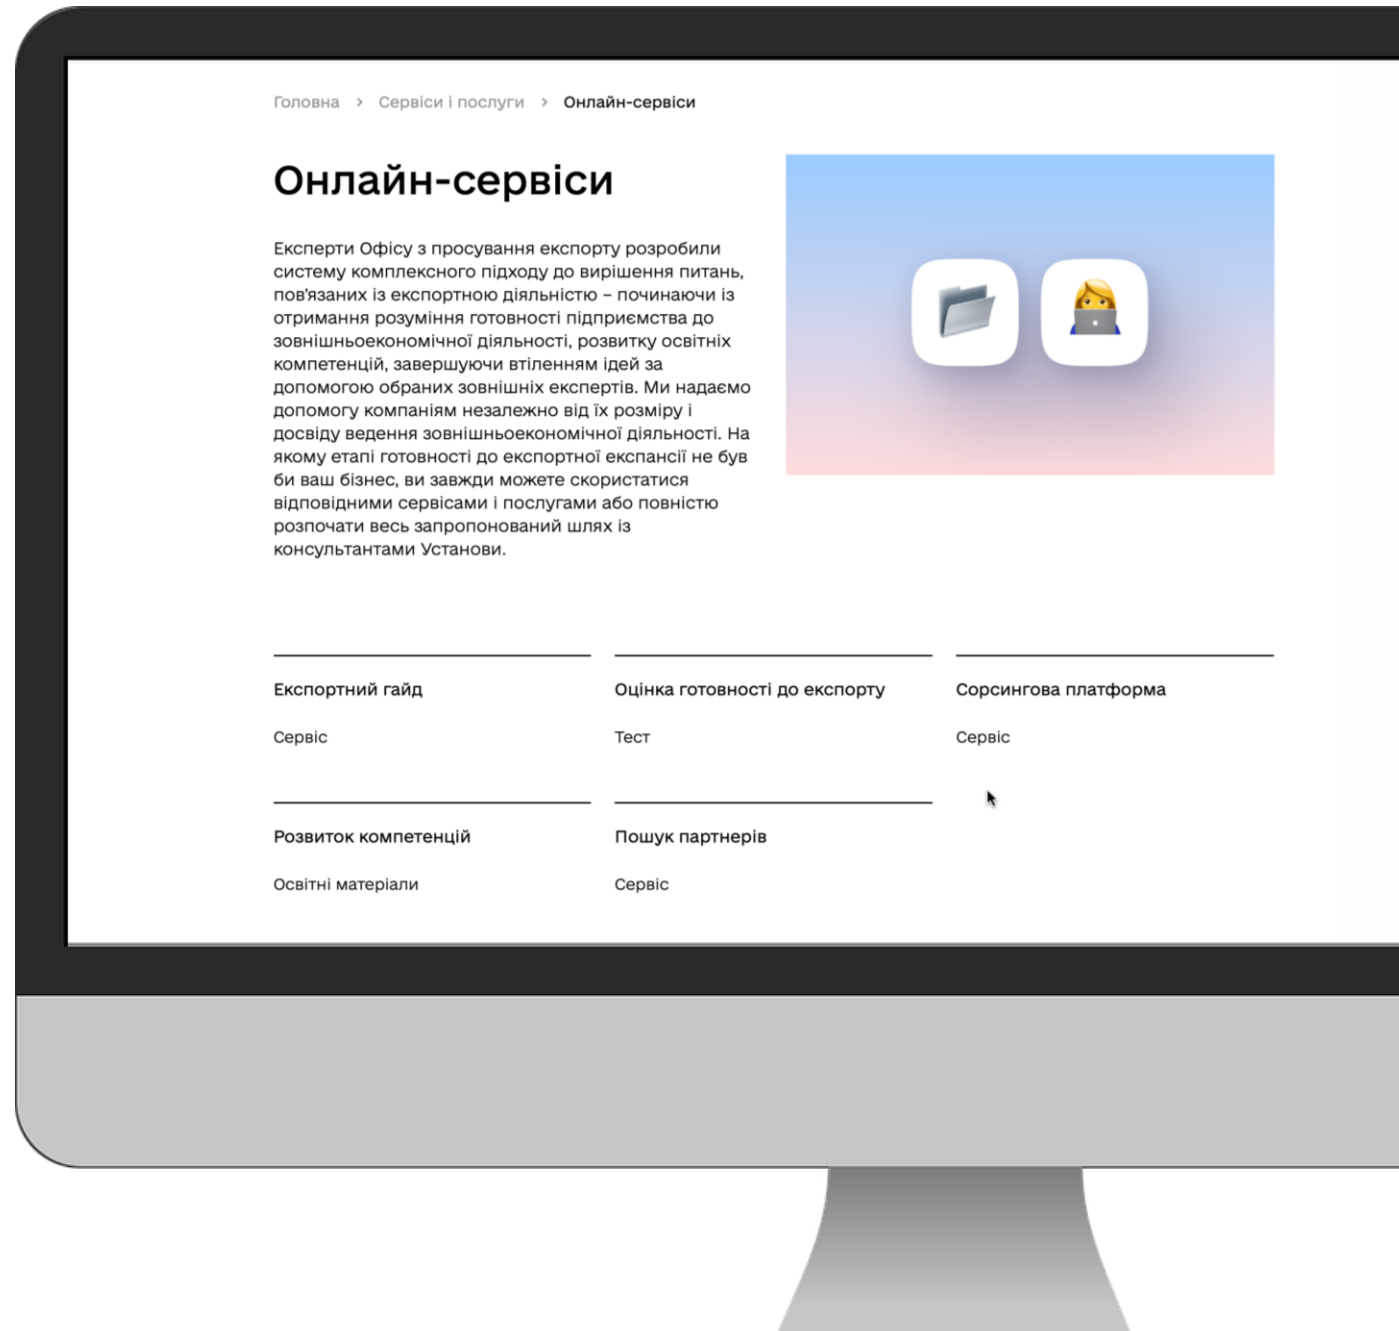 Головна > Сервіси і послуги > Онлайн-сервіси
Онлайн-сервіси
Експерти Офісу з просування експорту розробили
систему комплексного підходу до вирішення питань,
пов'язаних із експортною діяльністю – починаючи із
отримання розуміння готовності підприємства до
зовнішньоекономічної діяльності, розвитку освітніх
компетенцій, завершуючи втіленням ідей за
допомогою обраних зовнішніх експертів. Ми надаємо
допомогу компаніям незалежно від їх розміру і
досвіду ведення зовнішньоекономічної діяльності. На
якому етапі готовності до експортної експансії не був
би ваш бізнес, ви завжди можете скористатися
відповідними сервісами і послугами або повністю
розпочати весь запропонований шлях із
консультантами Установи.
Експортний гайд
Сервіс
Оцінка готовності до експорту
Тест
Сорсингова платформа
Сервіс
Розвиток компетенцій
Освітні матеріали
Пошук партнерів
Сервіс